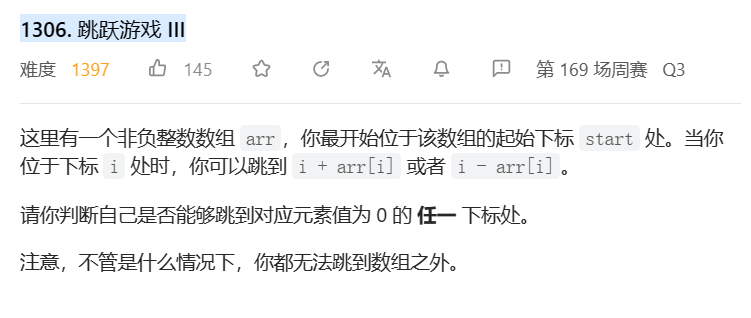 1306. 跳跃游戏 III
难度 1397 145 第 169 场周赛 Q3
这里有一个非负整数数组 arr，你最开始位于该数组的起始下标 start 处。当你
位于下标 i 处时，你可以跳到 i + arr[i] 或者 i - arr[i]。
请你判断自己是否能够跳到对应元素值为 0 的 任一 下标处。
注意，不管是什么情况下，你都无法跳到数组之外。